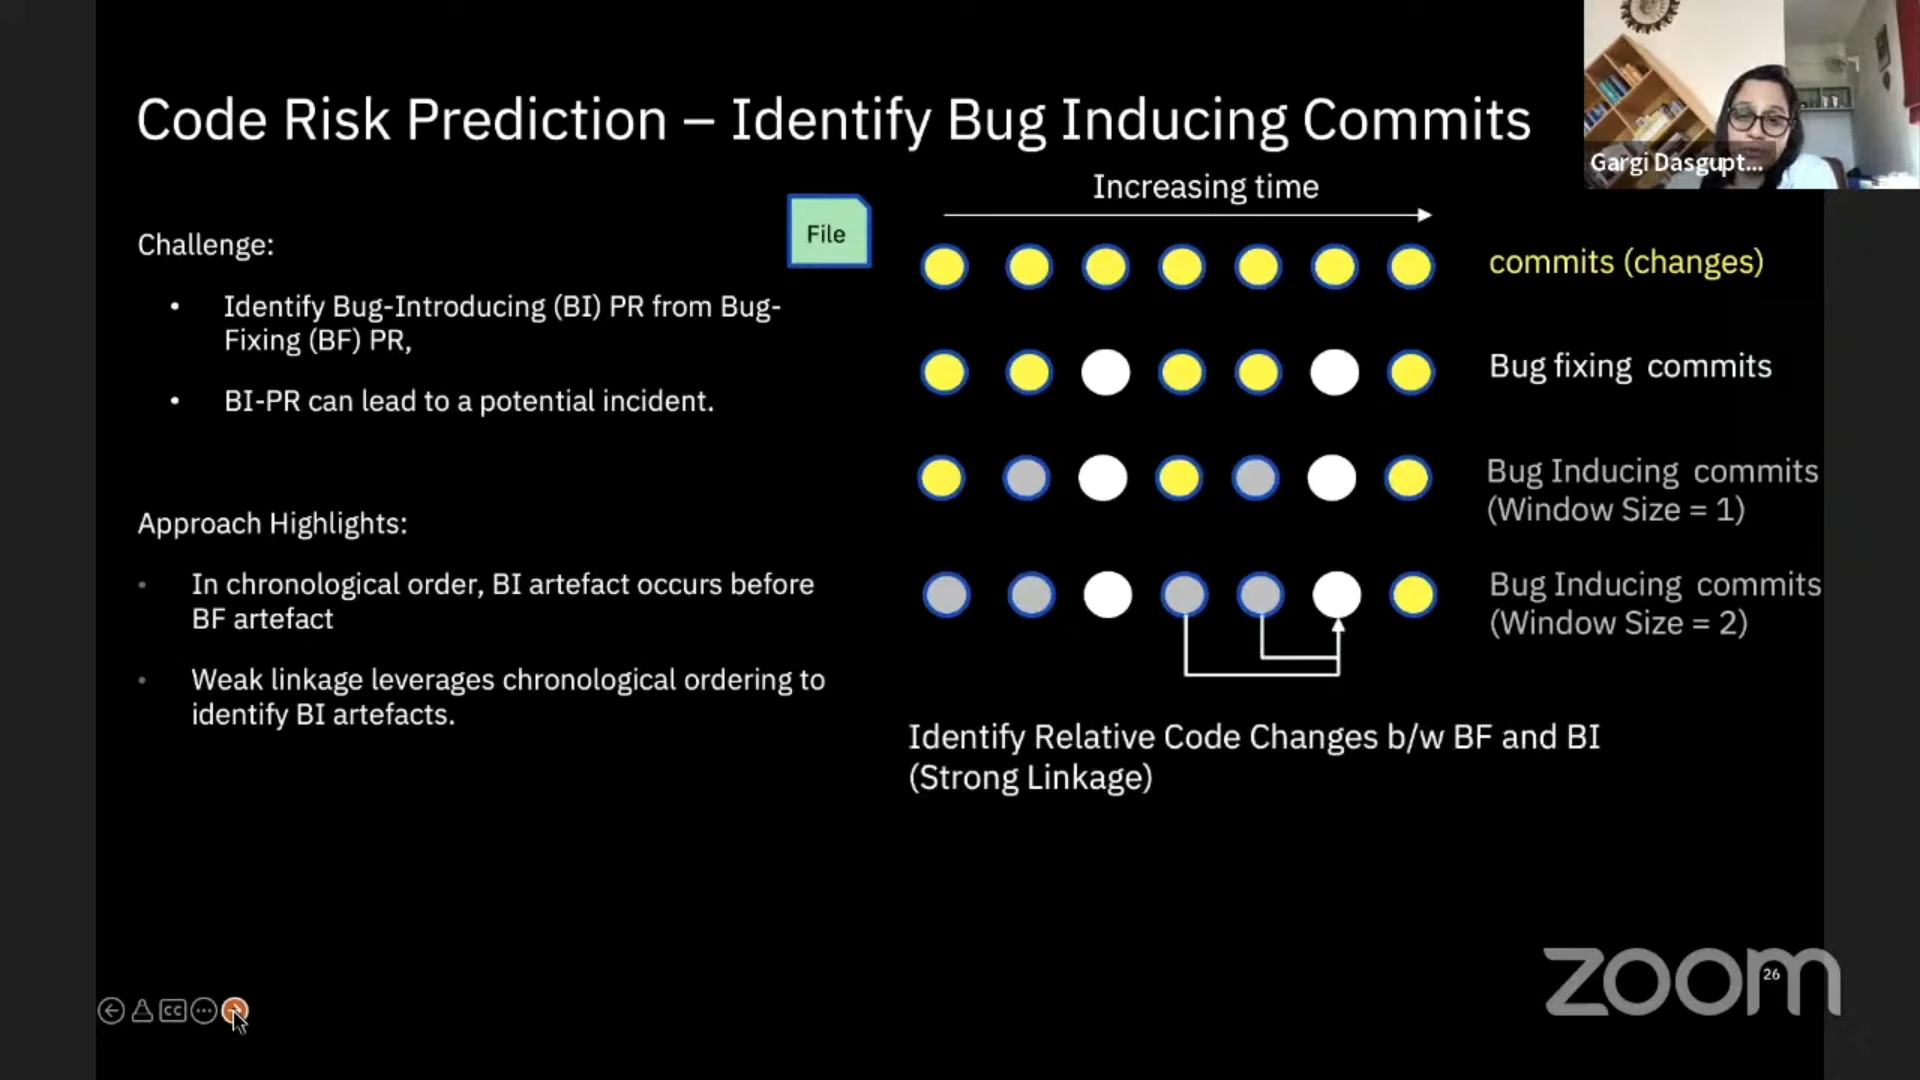 Code Risk Prediction – Identify Bug Inducing Commits
Gargi Dasgupt...
Increasing time
File
Challenge:
commits (changes)
• Identify Bug-Introducing (BI) PR from Bug-
Fixing (BF) PR,
Bug fixing commits
• BI-PR can lead to a potential incident.
Bug Inducing commits
(Window Size = 1)
Approach Highlights:
• In chronological order, BI artefact occurs before
BF artefact
Bug Inducing commits
(Window Size = 2)
• Weak linkage leverages chronological ordering to
identify BI artefacts.
Identify Relative Code Changes b/w BF and BI
(Strong Linkage)
zoom
26
CC